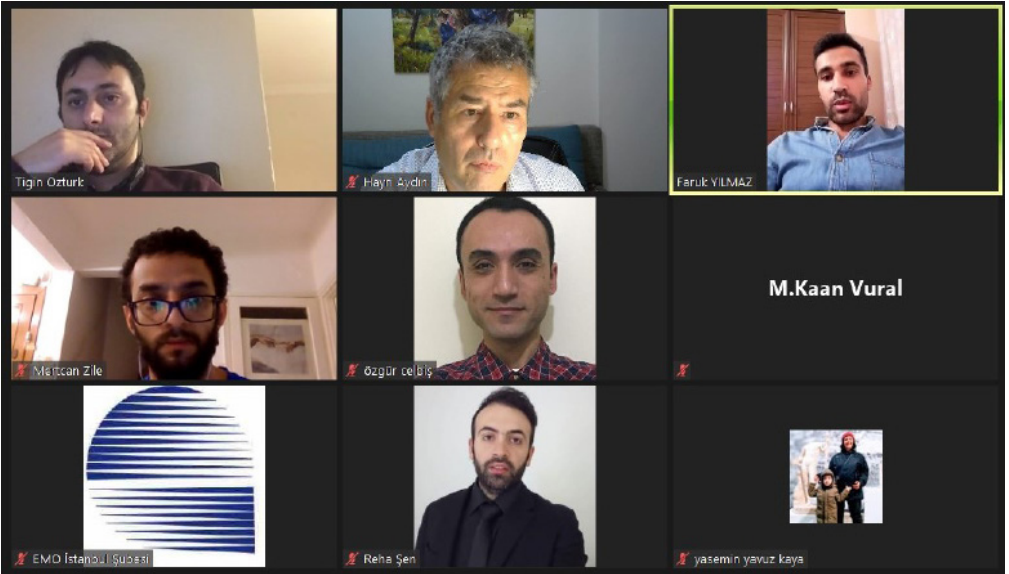 Tigin Ozturk
Hayri Aydın
Faruk YILMAZ
Mertcan Zile
özgür celbiş
M.Kaan Vural
EMO İstanbul Şubesi
Reha Şen
yasemin yavuz kaya